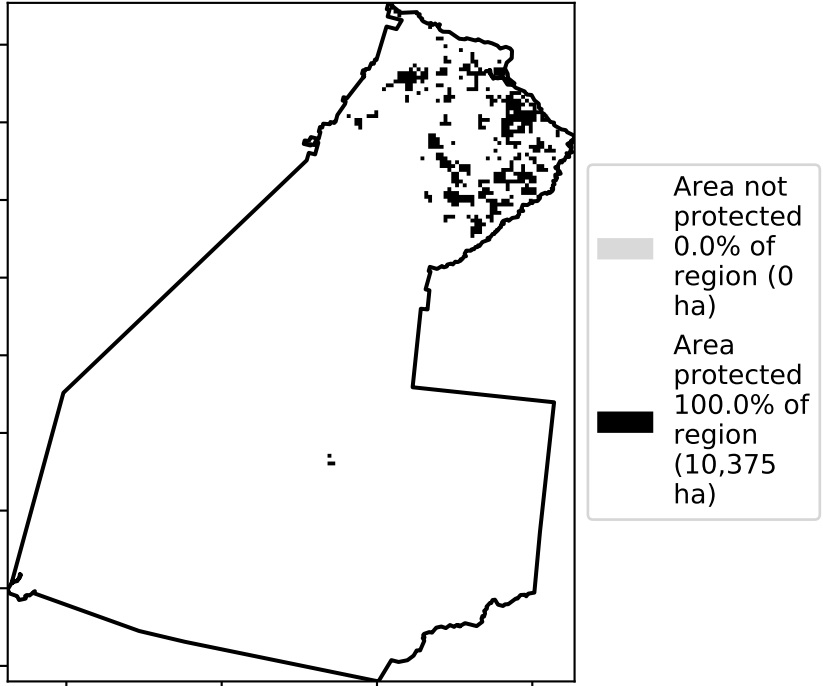 Area not
protected
0.0% of
region (0
ha)
Area
protected
100.0% of
region
(10,375
ha)